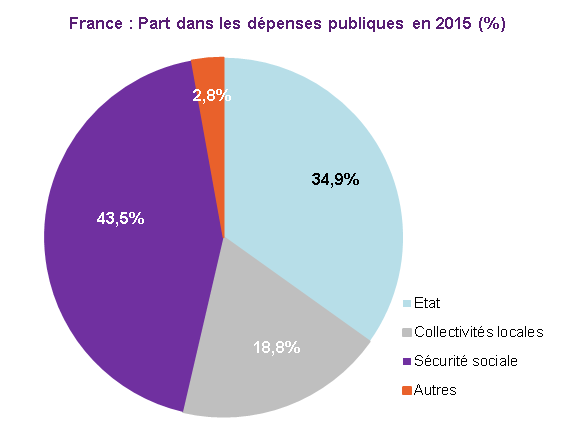 France : Part dans les dépenses publiques en 2015 (%)
2,8%
34,9%
43,5%
18,8%
Etat
Collectivités locales
Sécurité sociale
Autres